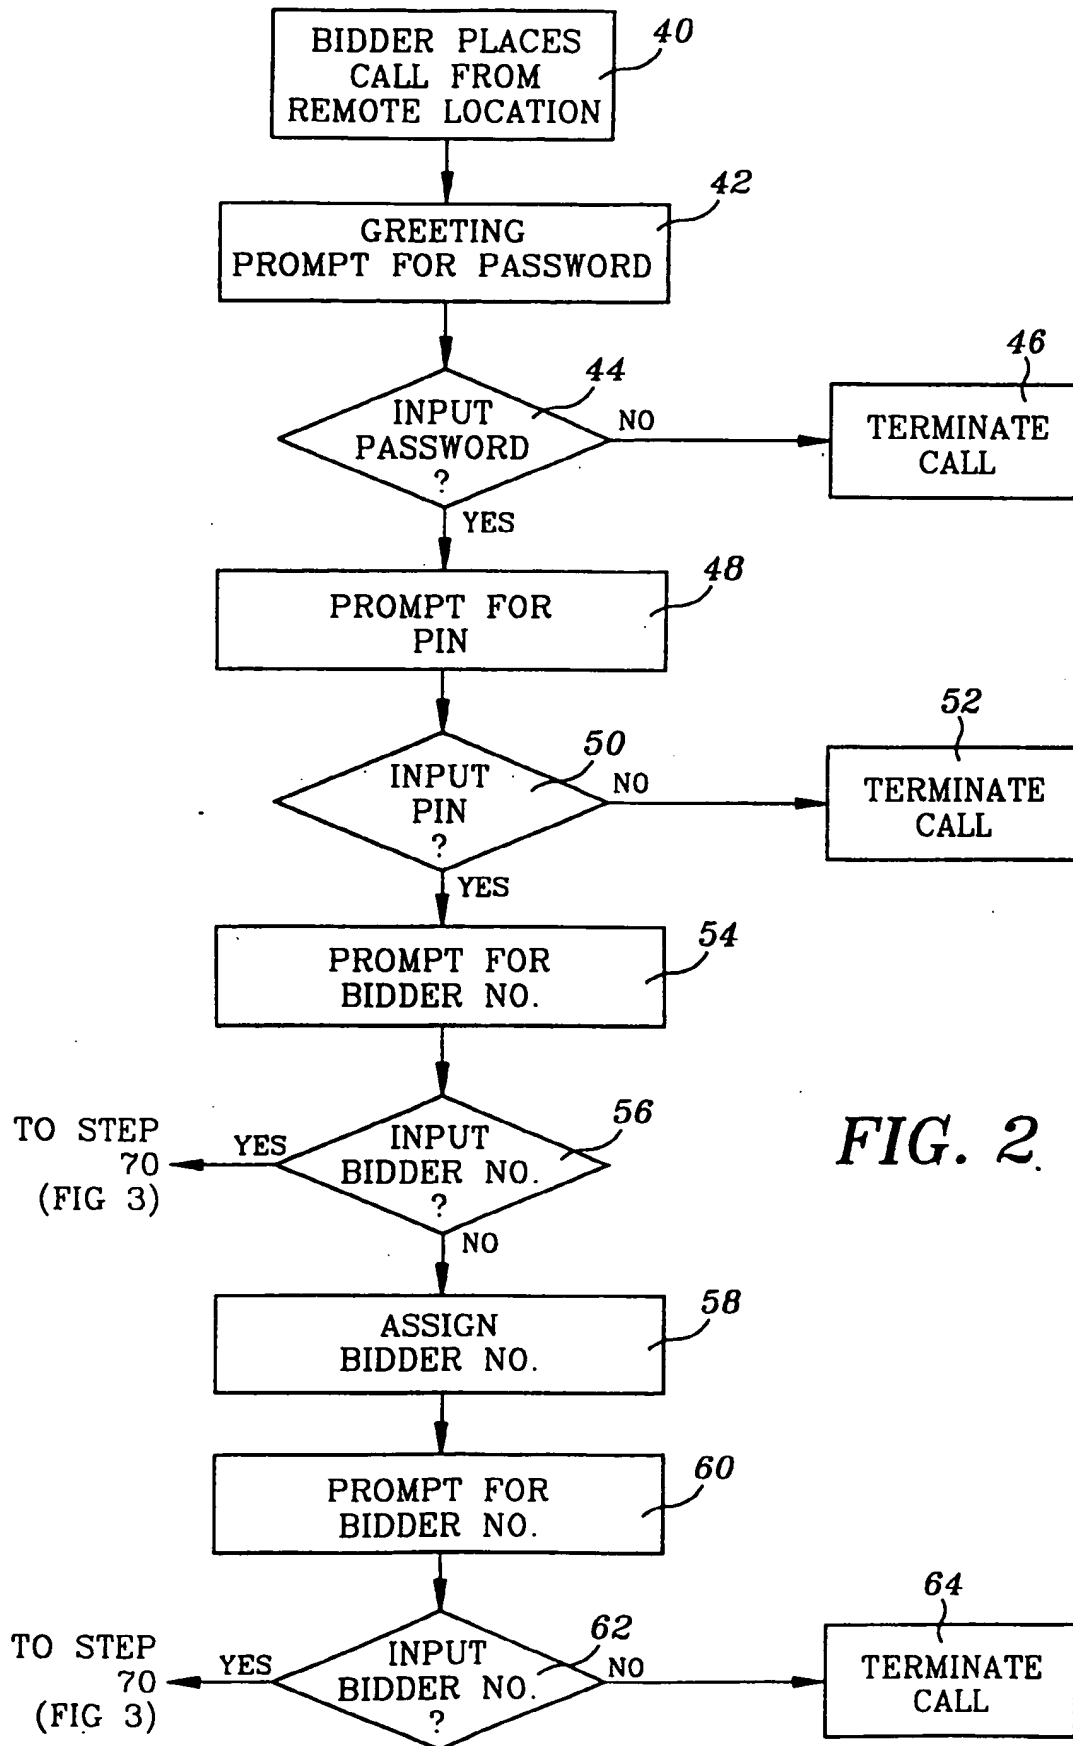 BIDDER PLACES
CALL FROM
REMOTE LOCATION
40
42
GREETING
PROMPT FOR PASSWORD
44
INPUT
PASSWORD
?
NO
46
TERMINATE
CALL
YES
48
PROMPT FOR
PIN
50
INPUT
PIN
?
NO
52
TERMINATE
CALL
YES
54
PROMPT FOR
BIDDER NO.
56
INPUT
BIDDER NO.
?
YES
TO STEP
70
(FIG 3)
FIG. 2
NO
58
ASSIGN
BIDDER NO.
60
PROMPT FOR
BIDDER NO.
62
INPUT
BIDDER NO.
?
YES
TO STEP
70
(FIG 3)
NO
64
TERMINATE
CALL